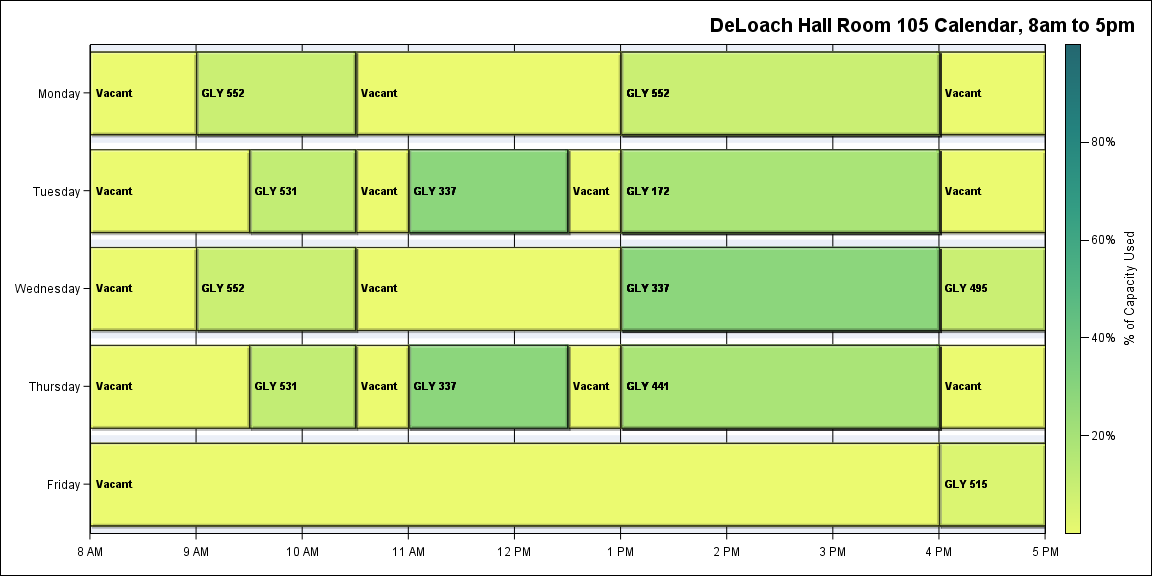 DeLoach Hall Room 105 Calendar, 8am to 5pm
Monday
Vacant
GLY 552
Vacant
GLY 552
Vacant
Tuesday
Vacant
GLY 531
Vacant
GLY 337
Vacant
GLY 172
Vacant
Wednesday
Vacant
GLY 552
Vacant
GLY 337
GLY 495
Thursday
Vacant
GLY 531
Vacant
GLY 337
Vacant
GLY 441
Vacant
Friday
Vacant
GLY 515
8 AM
9 AM
10 AM
11 AM
12 PM
1 PM
2 PM
3 PM
4 PM
5 PM
80%
60%
40%
20%
% of Capacity Used